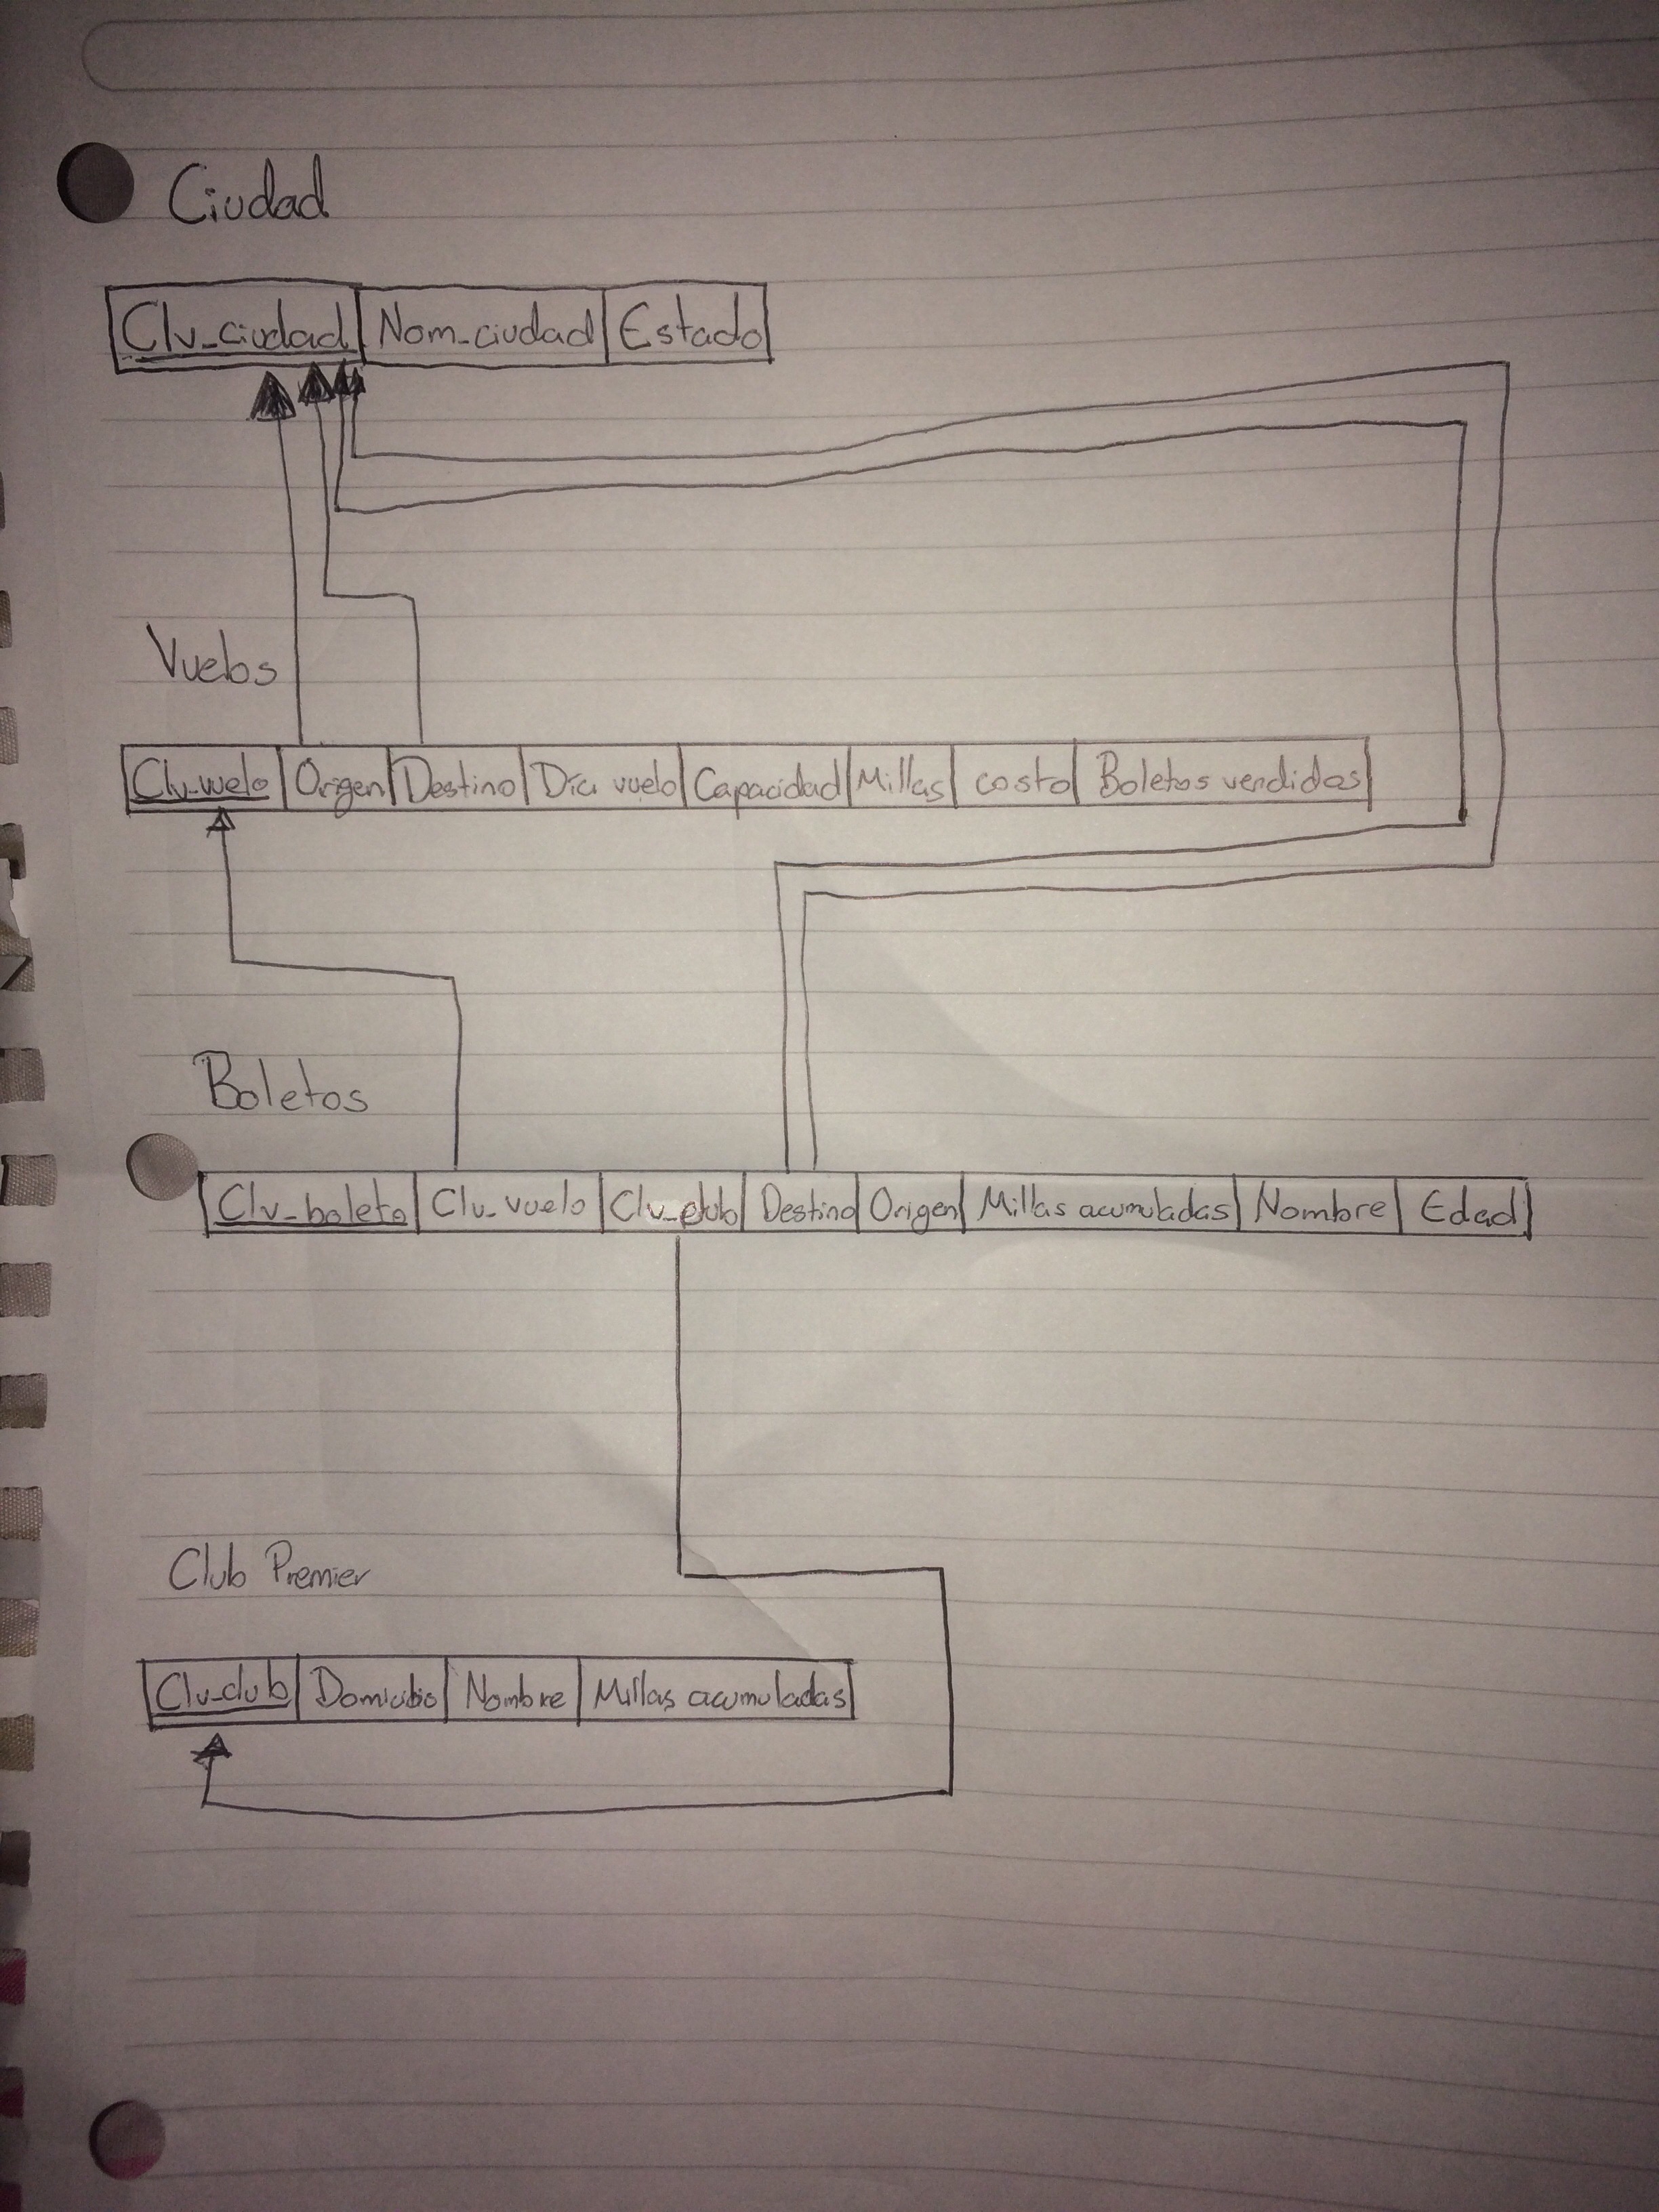 Ciudad
Clv_ciudad Nom_ciudad Estado
Vuelos
Clv_vuelo Origen Destino Día vuelo Capacidad Millas costo Boletos vendidos
Boletos
Clv_boleto Clv_vuelo Clv_club Destino Origen Millas acumuladas Nombre Edad
Club Premier
Clv_club Domicilio Nombre Millas acumuladas